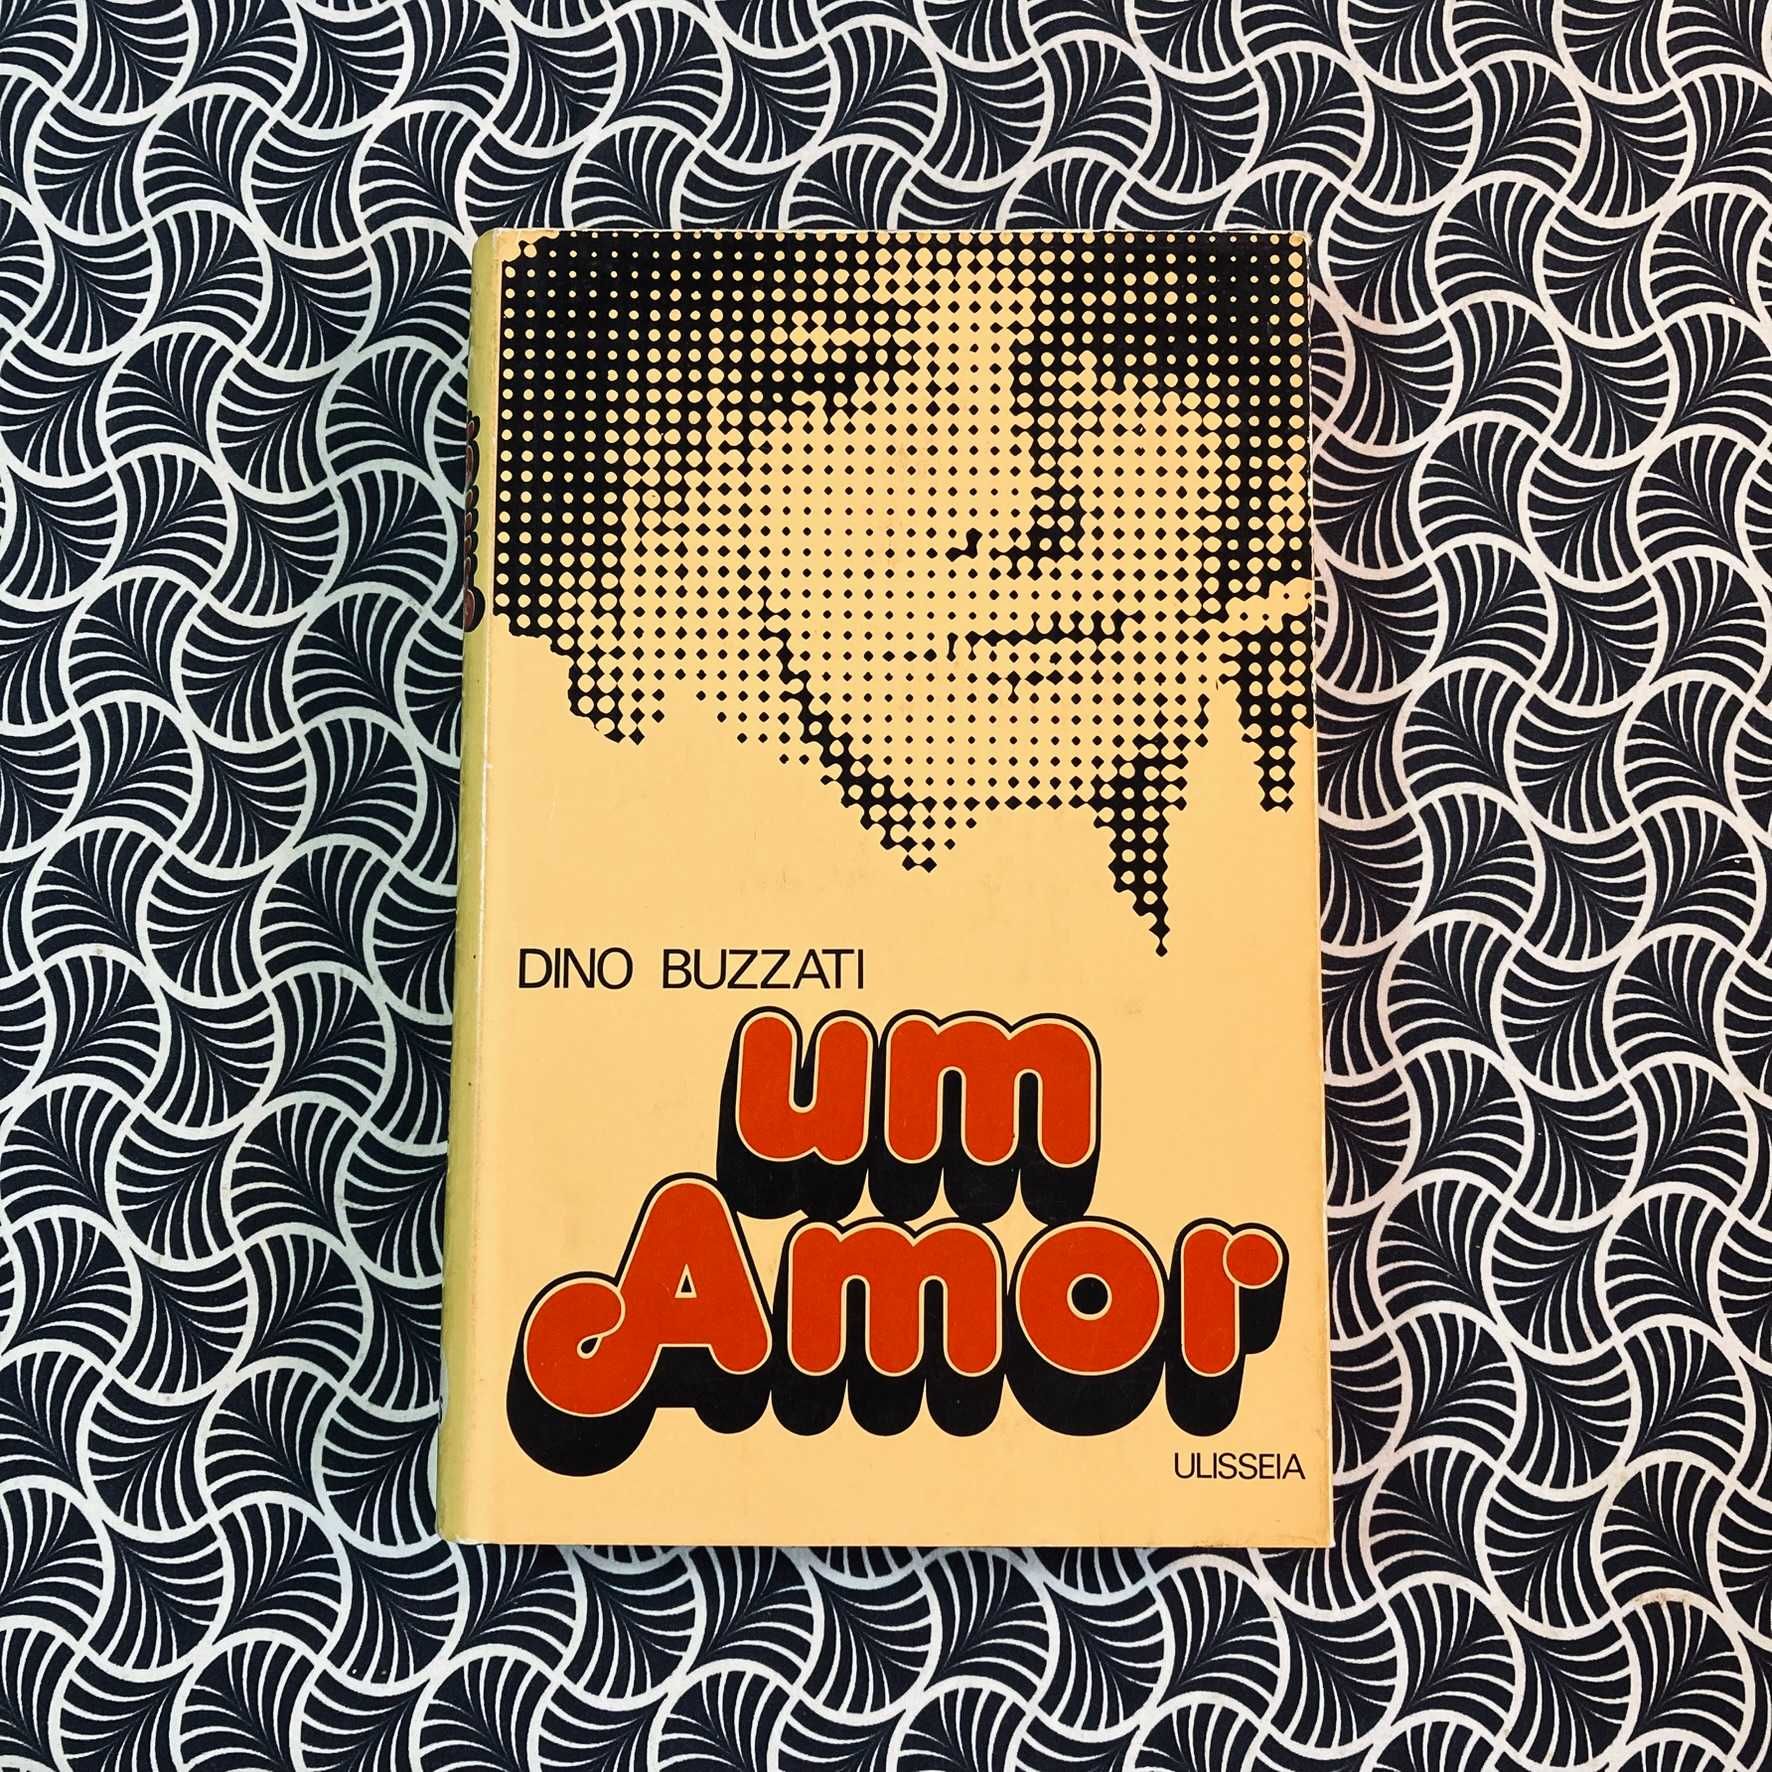 DINO BUZZATI
um
Amor
ULISSEIA